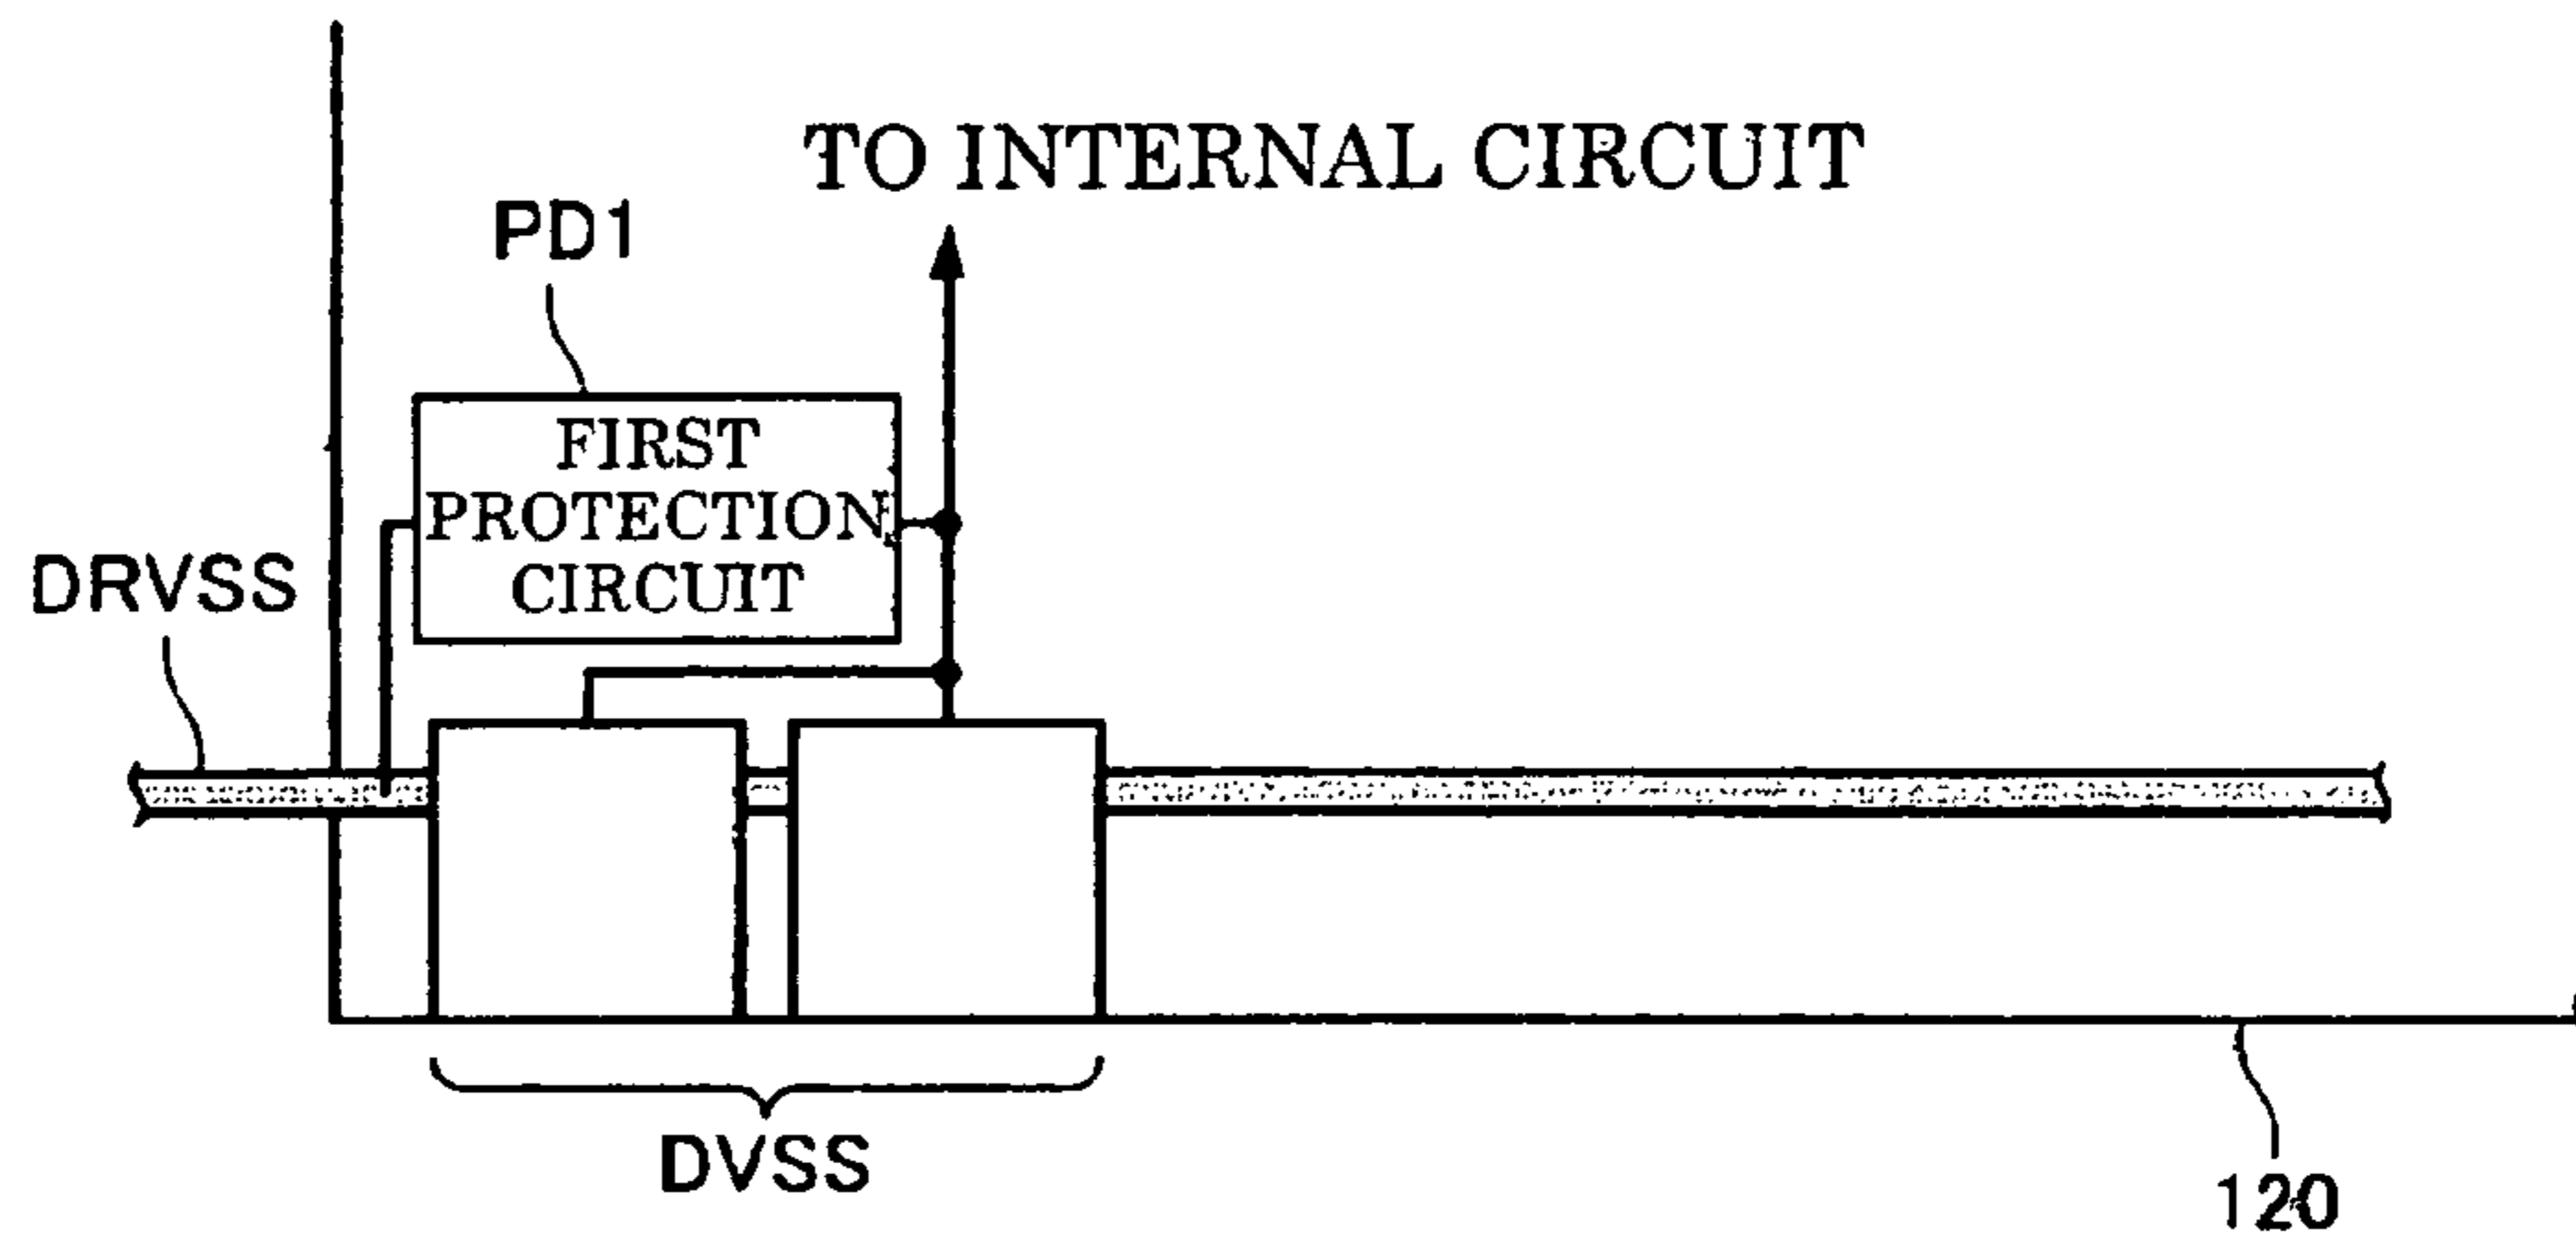 TO INTERNAL CIRCUIT
PD1
FIRST
PROTECTION
CIRCUIT
DRVSS
DVSS
120